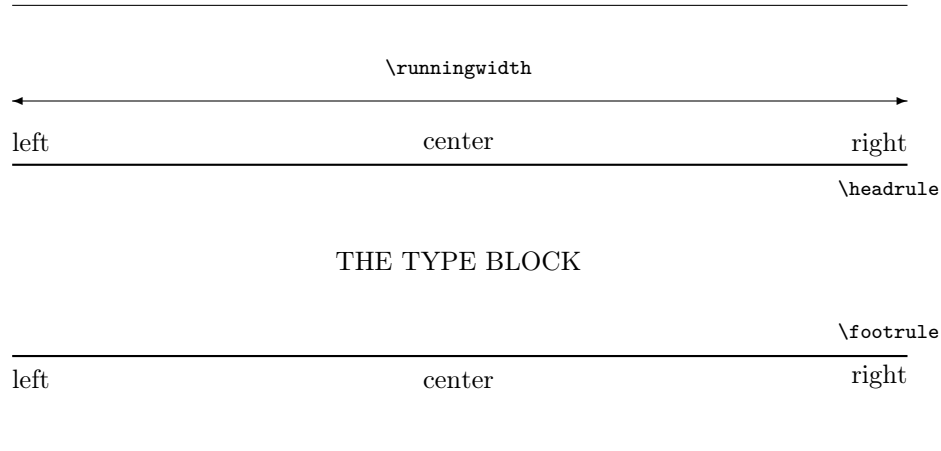 \runningwidth
left center right
\headrule
THE TYPE BLOCK
\footrule
left center right